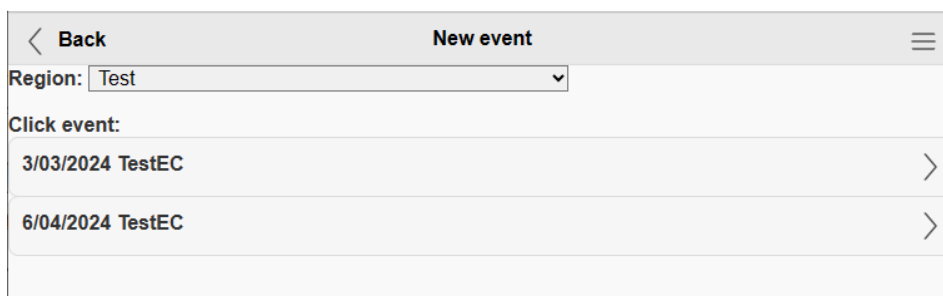 Back New event
Region: Test
Click event:
3/03/2024 TestEC
6/04/2024 TestEC